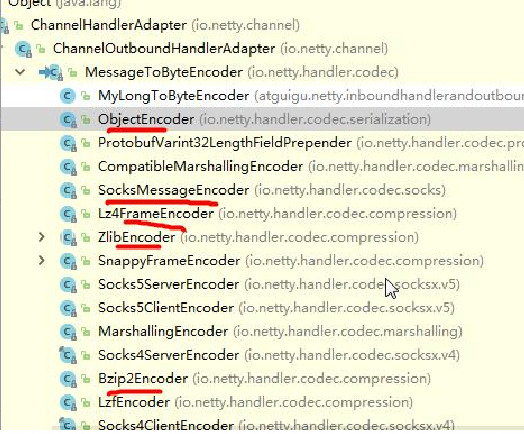 Object (java.lang)
ChannelHandlerAdapter (io.netty.channel)
ChannelOutboundHandlerAdapter (io.netty.channel)
MessageToByteEncoder (io.netty.handler.codec)
MyLongToByteEncoder (atguigu.netty.inboundhandlerandoutbour
ObjectEncoder (io.netty.handler.codec.serialization)
ProtobufVarint32LengthFieldPrepender (io.netty.handler.codec.pro
CompatibleMarshallingEncoder (io.netty.handler.codec.marshallin
SocksMessageEncoder (io.netty.handler.codec.socks)
Lz4FrameEncoder (io.netty.handler.codec.compression)
ZlibEncoder (io.netty.handler.codec.compression)
SnappyFrameEncoder (io.netty.handler.codec.compression)
Socks5ServerEncoder (io.netty.handler.codec.socksx.v5)
Socks5ClientEncoder (io.netty.handler.codec.socksx.v5)
MarshallingEncoder (io.netty.handler.codec.marshalling)
Socks4ServerEncoder (io.netty.handler.codec.socksx.v4)
Bzip2Encoder (io.netty.handler.codec.compression)
LzfEncoder (io.netty.handler.codec.compression)
Socks4ClientEncoder (io.netty.handler.codec.socksx.v4)